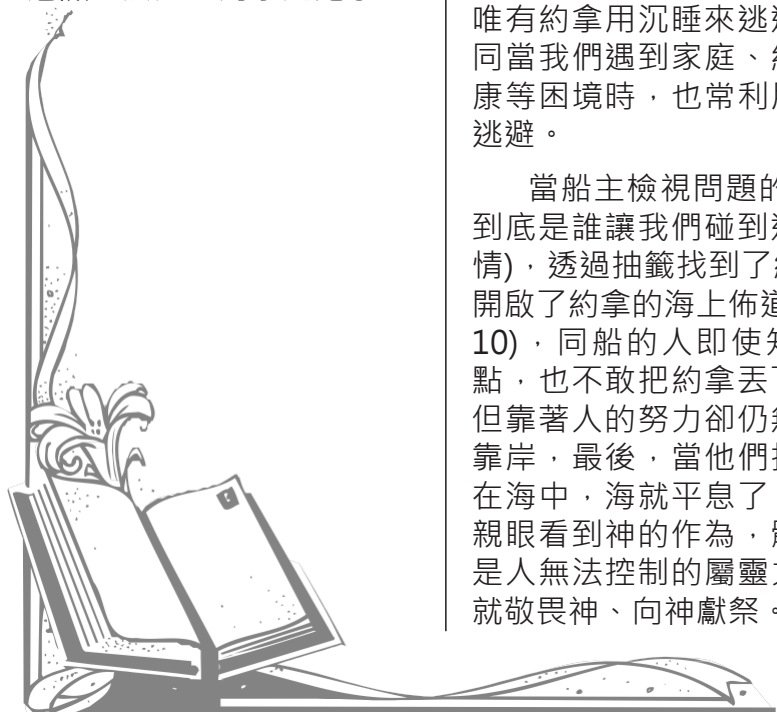 唯有約拿用沉睡來逃
同當我們遇到家庭、
康等困境時，也常利
逃避。
當船主檢視問題的
到底是誰讓我們碰到
情)，透過抽籤找到了
開啟了約拿的海上佈道
10)，同船的人即使
點，也不敢把約拿丟
但靠著人的努力卻仍
靠岸，最後，當他們
在海中，海就平息了
親眼看到神的作為，
是人無法控制的屬靈
就敬畏神、向神獻祭。